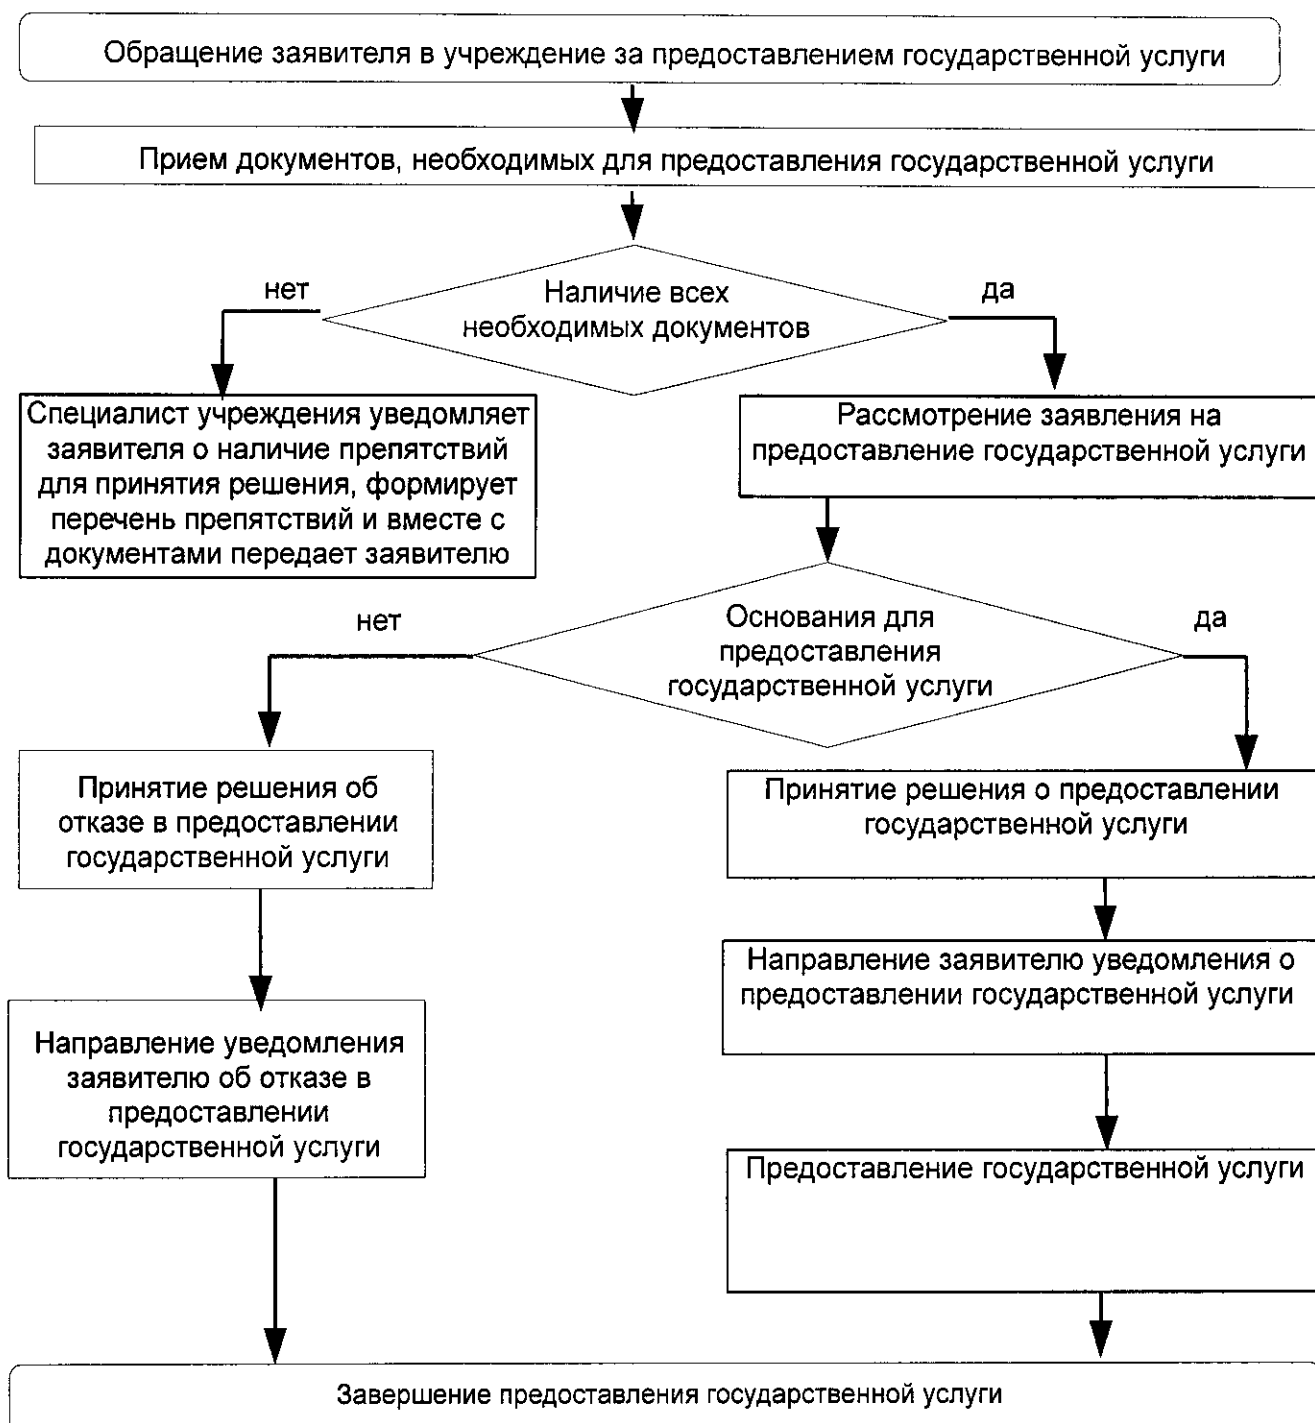 Обращение заявителя в учреждение за предоставлением государственной услуги
Прием документов, необходимых для предоставления государственной услуги
нет
Наличие всех
необходимых документов
да
Специалист учреждения уведомляет
заявителя о наличие препятствий
для принятия решения, формирует
перечень препятствий и вместе с
документами передает заявителю
Рассмотрение заявления на
предоставление государственной услуги
нет
Основания для
предоставления
государственной услуги
да
Принятие решения об
отказе в предоставлении
государственной услуги
Принятие решения о предоставлении
государственной услуги
Направление заявителю уведомления о
предоставлении государственной услуги
Направление уведомления
заявителю об отказе в
предоставлении
государственной услуги
Предоставление государственной услуги
Завершение предоставления государственной услуги